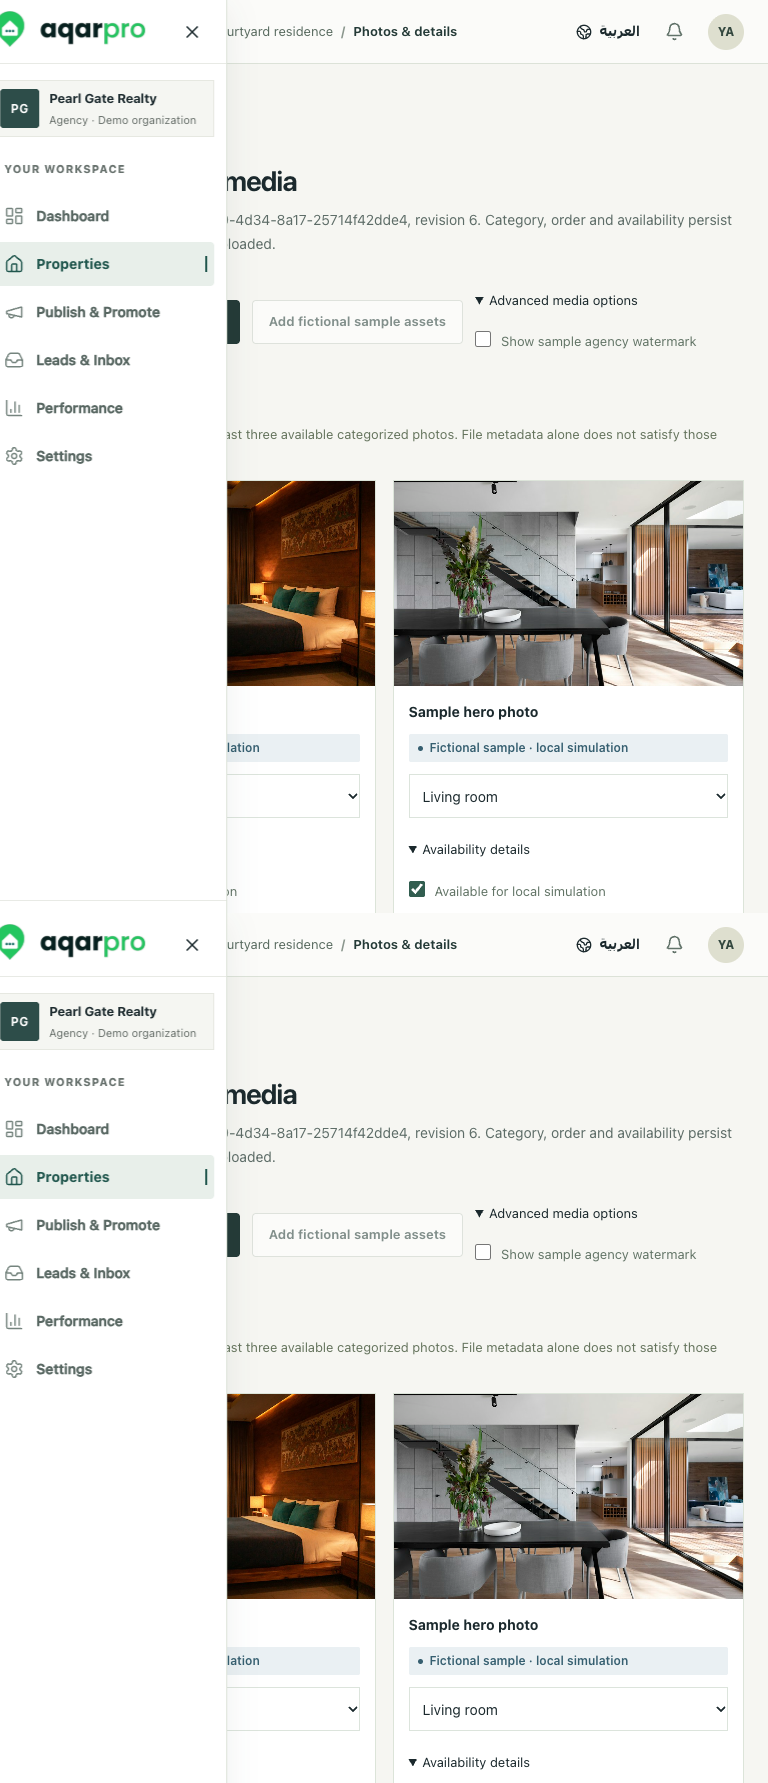 aqarpro
urtyard residence / Photos & details
العربية
YA
PG
Pearl Gate Realty
Agency · Demo organization
YOUR WORKSPACE
Dashboard
Properties
Publish & Promote
Leads & Inbox
Performance
Settings
media
-4d34-8a17-25714f42dde4, revision 6. Category, order and availability persist
loaded.
Add fictional sample assets
Advanced media options
Show sample agency watermark
ast three available categorized photos. File metadata alone does not satisfy those
lation
on
Sample hero photo
Fictional sample · local simulation
Living room
Availability details
Available for local simulation
aqarpro
urtyard residence / Photos & details
العربية
YA
PG
Pearl Gate Realty
Agency · Demo organization
YOUR WORKSPACE
Dashboard
Properties
Publish & Promote
Leads & Inbox
Performance
Settings
media
-4d34-8a17-25714f42dde4, revision 6. Category, order and availability persist
loaded.
Add fictional sample assets
Advanced media options
Show sample agency watermark
ast three available categorized photos. File metadata alone does not satisfy those
lation
Sample hero photo
Fictional sample · local simulation
Living room
Availability details